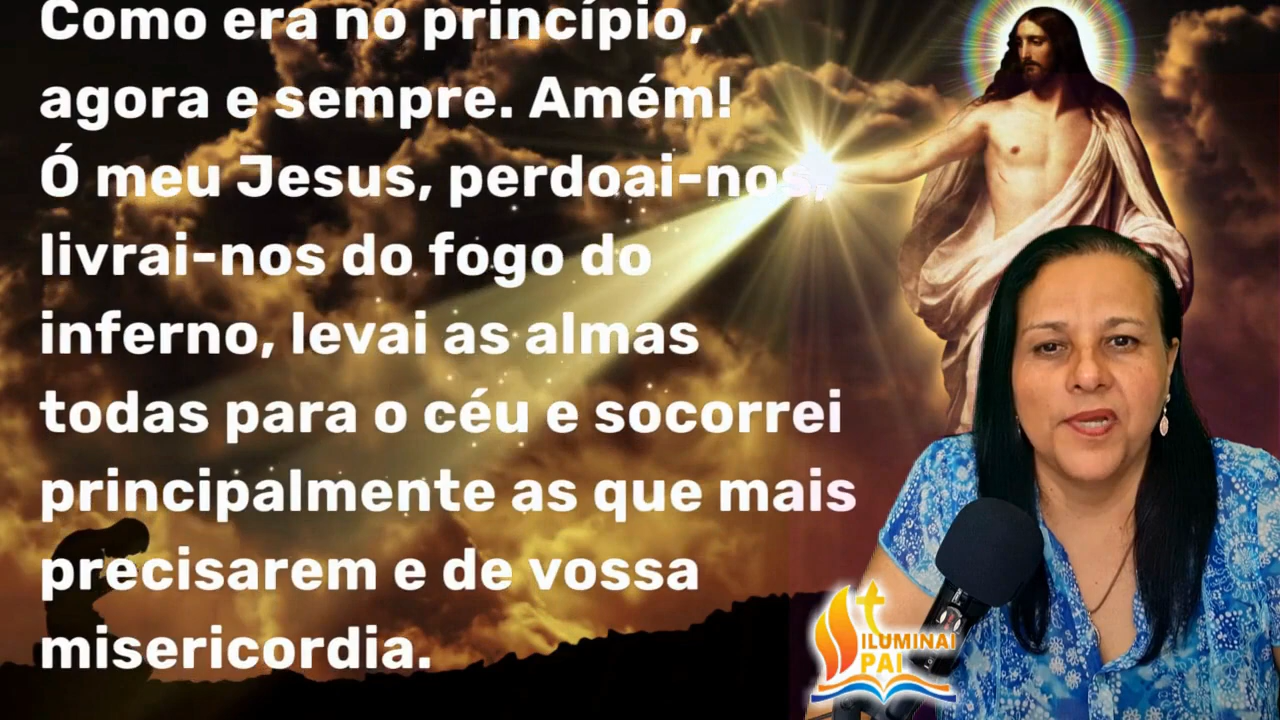 Como era no princípio,
agora e sempre. Amém!
Ó meu Jesus, perdoai-nos,
livrai-nos do fogo do
inferno, levai as almas
todas para o céu e socorrei
principalmente as que mais
precisarem e de vossa
misericordia.
ILUMINAI
PAI